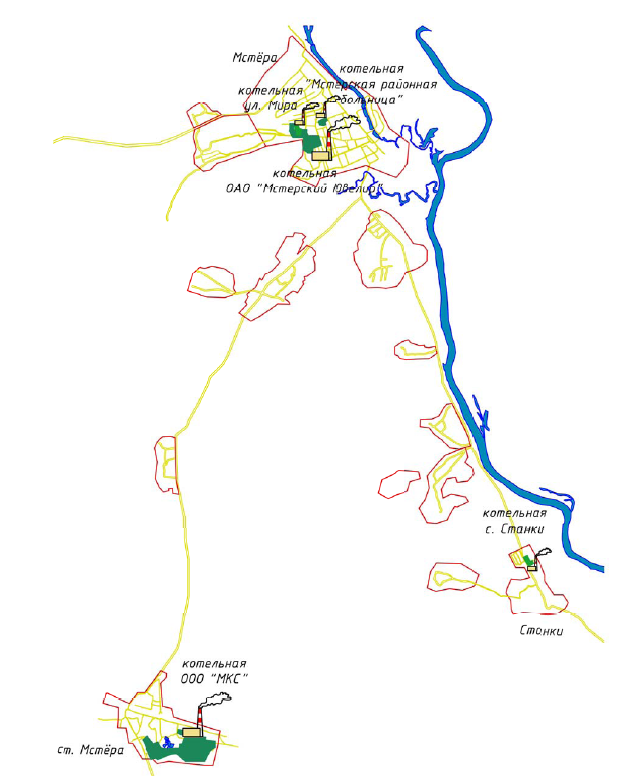 Мстёра
котельная
"Мстёрская районная
больница"
котельная
ул. Мира
котельная
ОАО "Мстерский Ювелир"
котельная
с. Станки
Станки
котельная
ООО "МКС"
ст. Мстёра